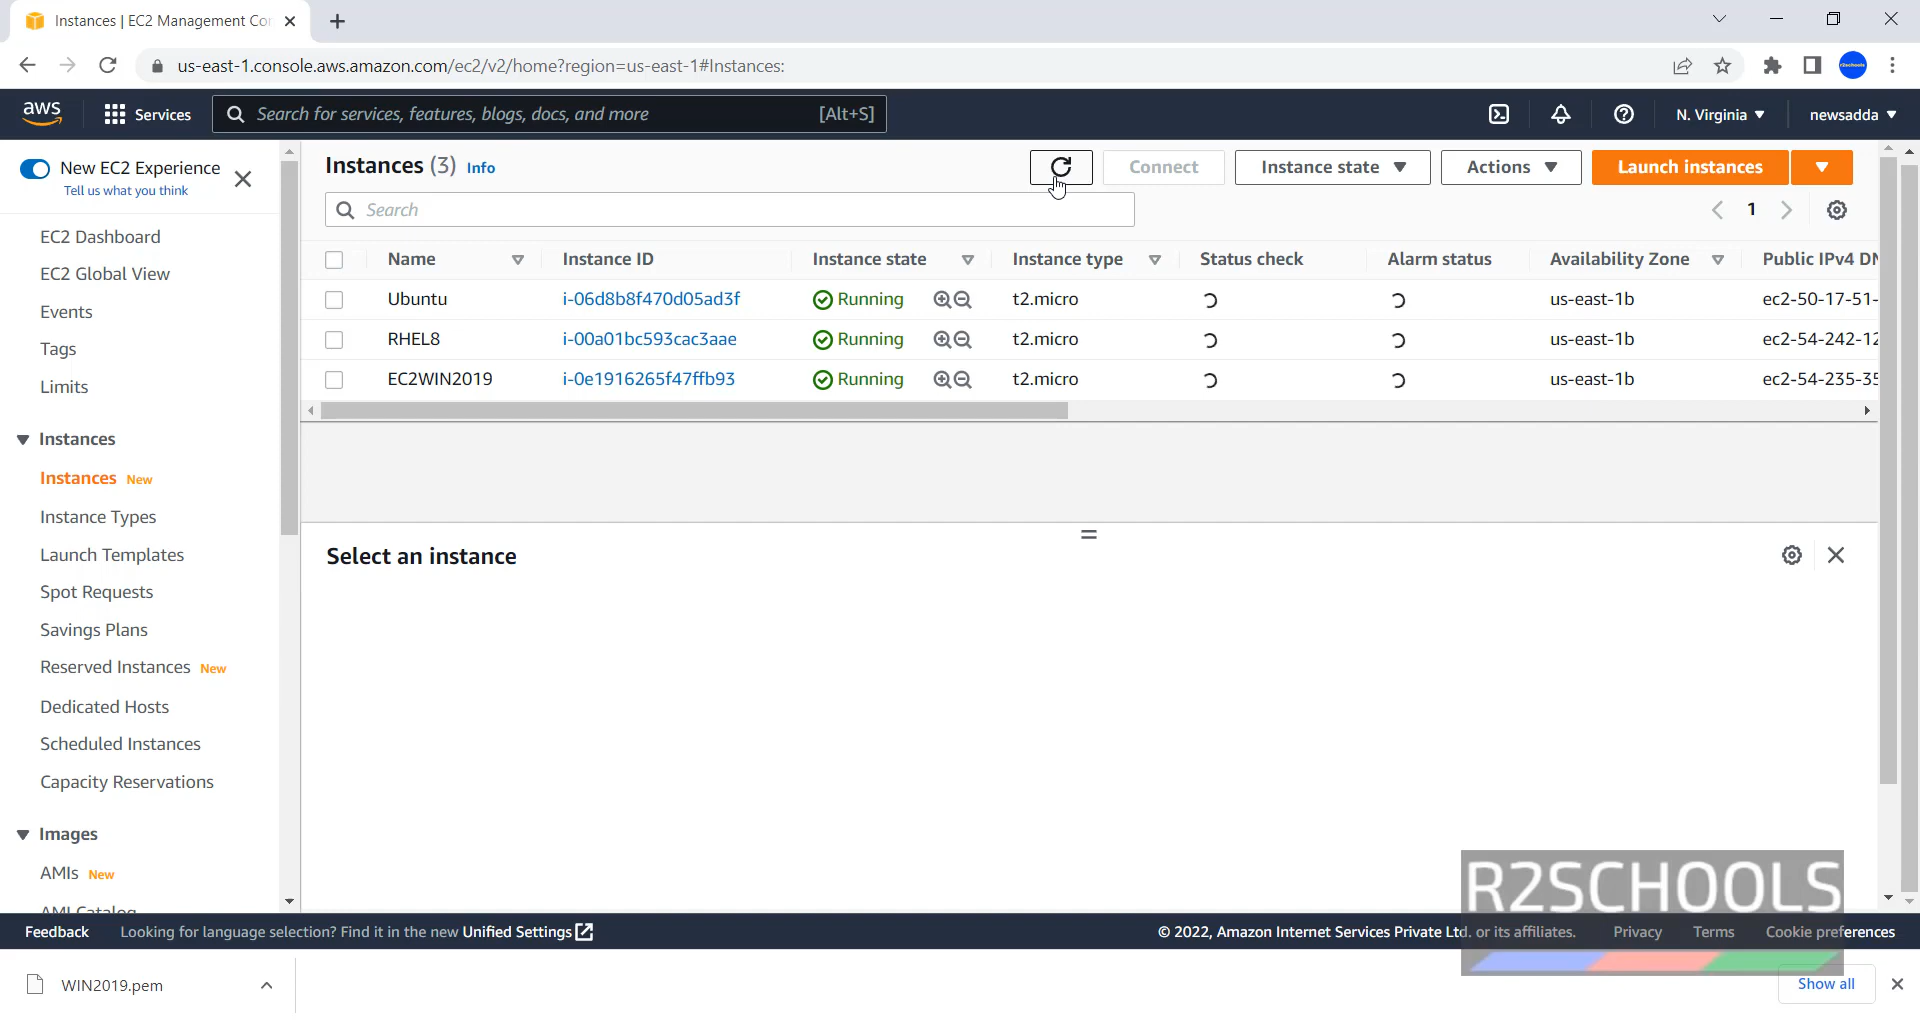 Instances | EC2 Management Co
us-east-1.console.aws.amazon.com/ec2/v2/home?region=us-east-1#Instances:
r2schools
aws
Services
Search for services, features, blogs, docs, and more
[Alt+S]
N. Virginia
newsadda
New EC2 Experience
Tell us what you think
EC2 Dashboard
EC2 Global View
Events
Tags
Limits
Instances
Instances New
Instance Types
Launch Templates
Spot Requests
Savings Plans
Reserved Instances New
Dedicated Hosts
Scheduled Instances
Capacity Reservations
Images
AMIs New
AMI Catalog
Instances (3) Info
Connect
Instance state
Actions
Launch instances
Search
1
Name Instance ID Instance state Instance type Status check Alarm status Availability Zone Public IPv4 DN
Ubuntu i-06d8b8f470d05ad3f Running t2.micro us-east-1b ec2-50-17-51-
RHEL8 i-00a01bc593cac3aae Running t2.micro us-east-1b ec2-54-242-12
EC2WIN2019 i-0e1916265f47ffb93 Running t2.micro us-east-1b ec2-54-235-35
Select an instance
R2SCHOOLS
Feedback
Looking for language selection? Find it in the new Unified Settings
© 2022, Amazon Internet Services Private Ltd. or its affiliates.
Privacy
Terms
Cookie preferences
WIN2019.pem
Show all